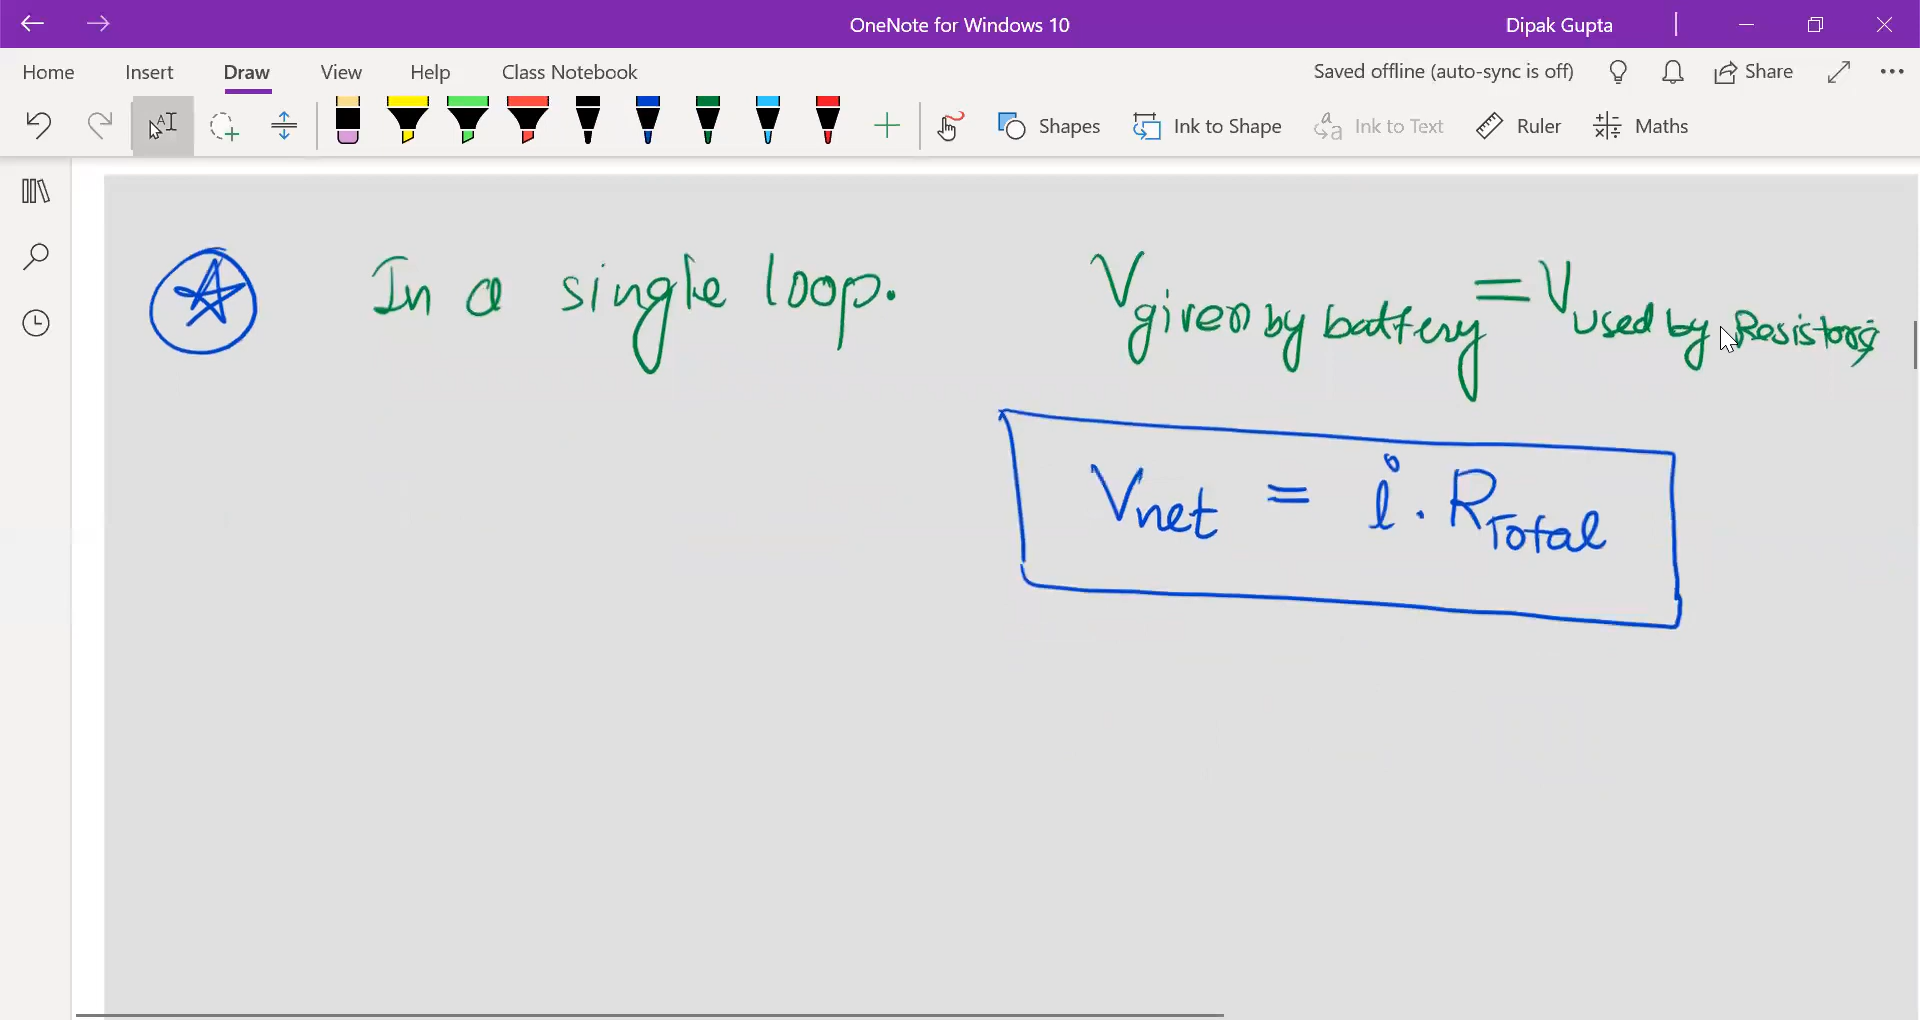 OneNote for Windows 10
Dipak Gupta
Home Insert Draw View Help Class Notebook
Saved offline (auto-sync is off) Share
Shapes Ink to Shape Ink to Text Ruler Maths
In a single loop. V given by battery = V used by Resistors
Vnet = i . RTotal